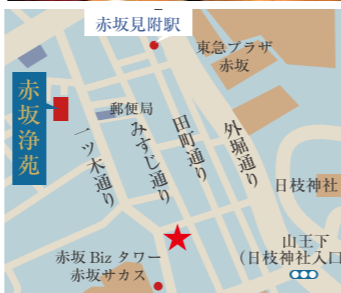 赤坂見附駅
東急プラザ
赤坂
赤坂浄苑
郵便局
一ツ木通り
みすじ通り
田町通り
外堀通り
日枝神社
山王下
(日枝神社入口
赤坂 Biz タワー
赤坂サカス